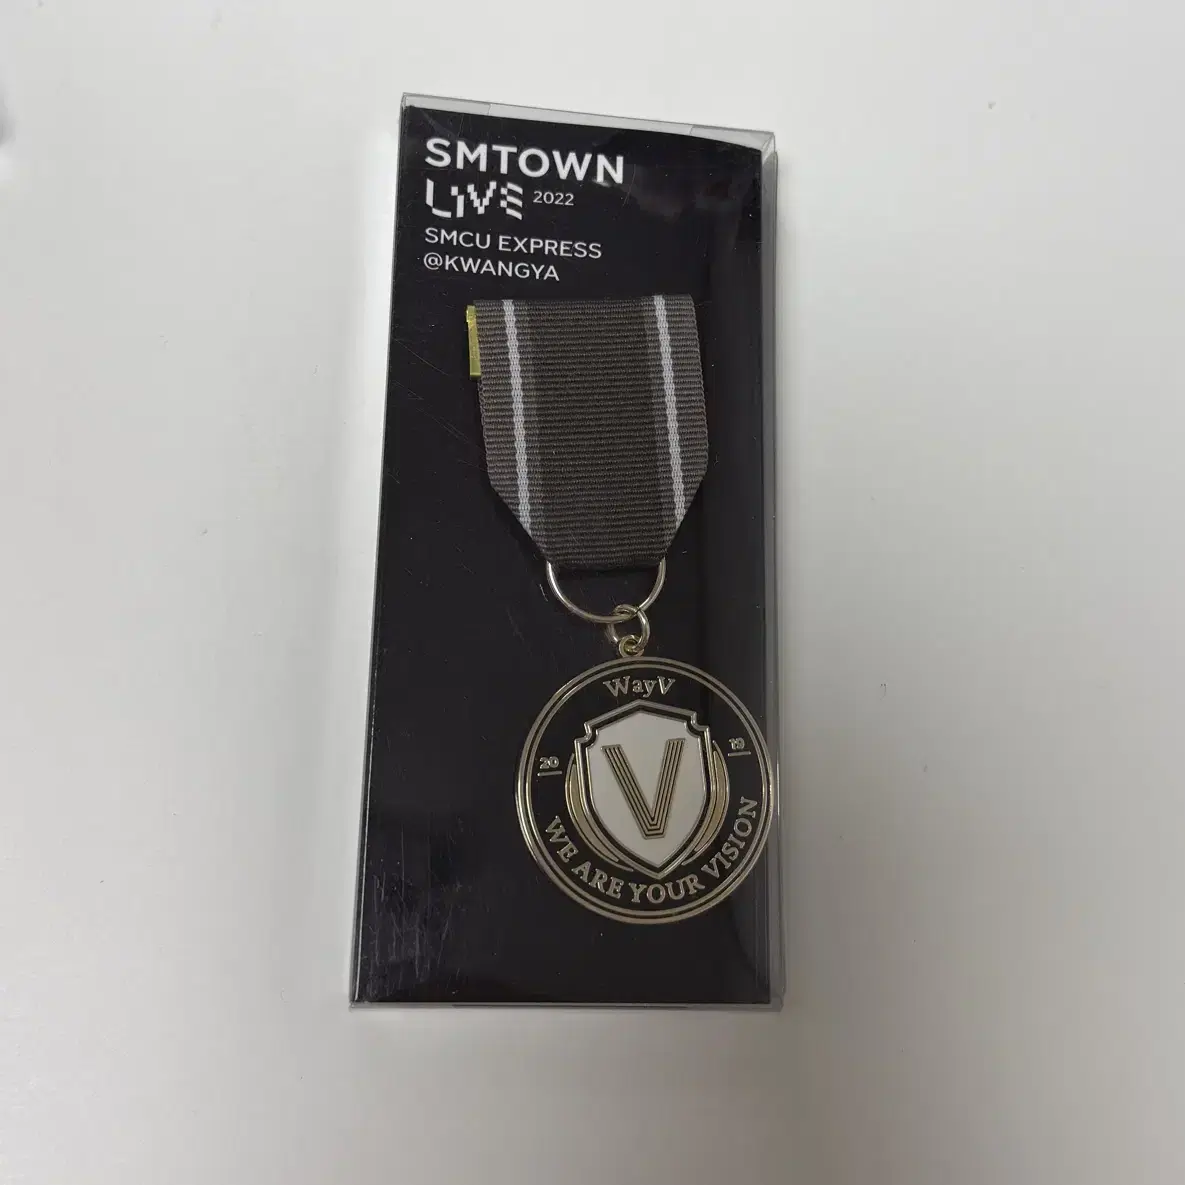 SMTOWN
LIVE 2022
SMCU EXPRESS
@KWANGYA
WayV
20 19
V
WE ARE YOUR VISION